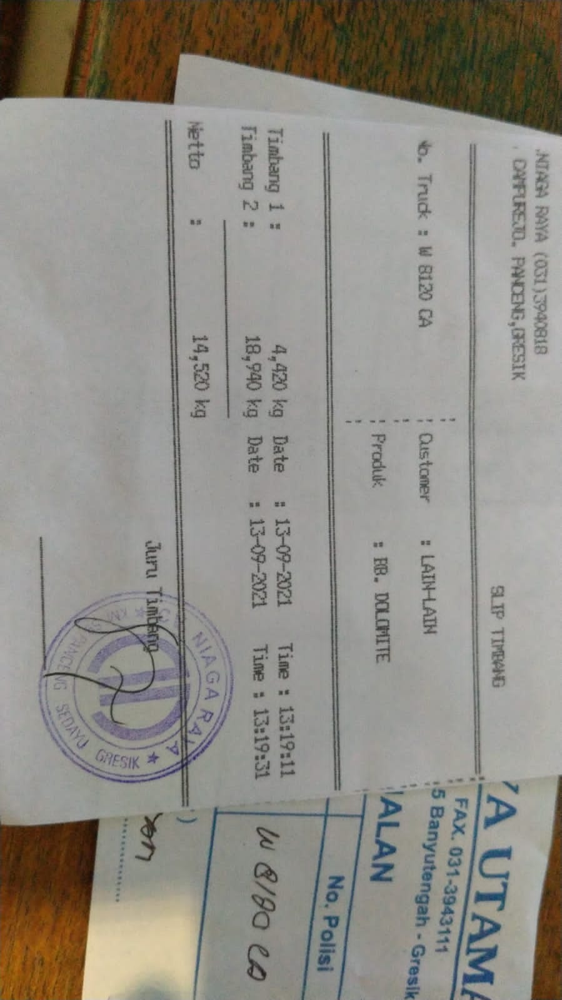 .NIAGA RAYA (031)3940818
. CAMPUREJO. PANCENG,GRESIK
SLIP TIMBANG
No. Truck : W 8120 CA
! Customer : LAIN-LAIN
! Produk : BB. DOLOMITE
Timbang 1 : 4,420 kg Date : 13-09-2021 Time : 13:19:11
Timbang 2 : 18,940 kg Date : 13-09-2021 Time : 13:19:31
Netto : 14,520 kg
Juru Timbang
NIAGA RAYA
PANCENG SEDAYU GRESIK
YA UTAMA
FAX. 031-3943111
5 Banyutengah - Gresik
JALAN
No. Polisi
W 8120 CA
)